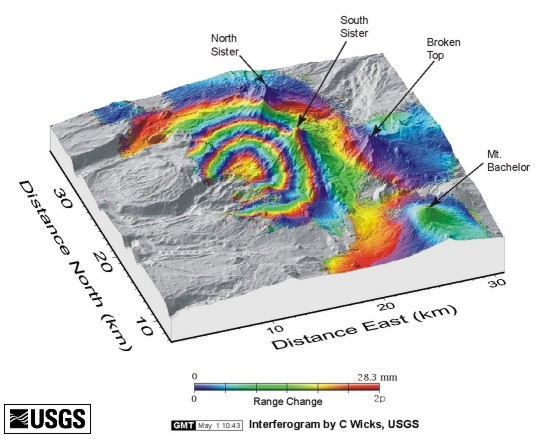 South
Sister
North
Sister
Broken
Top
Mt.
Bachelor
30
20
10
Distance North (km)
10
20
30
Distance East (km)
0
28.3 mm
0
Range Change
2p
USGS
GMT May 1 10:43 Interferogram by C Wicks, USGS